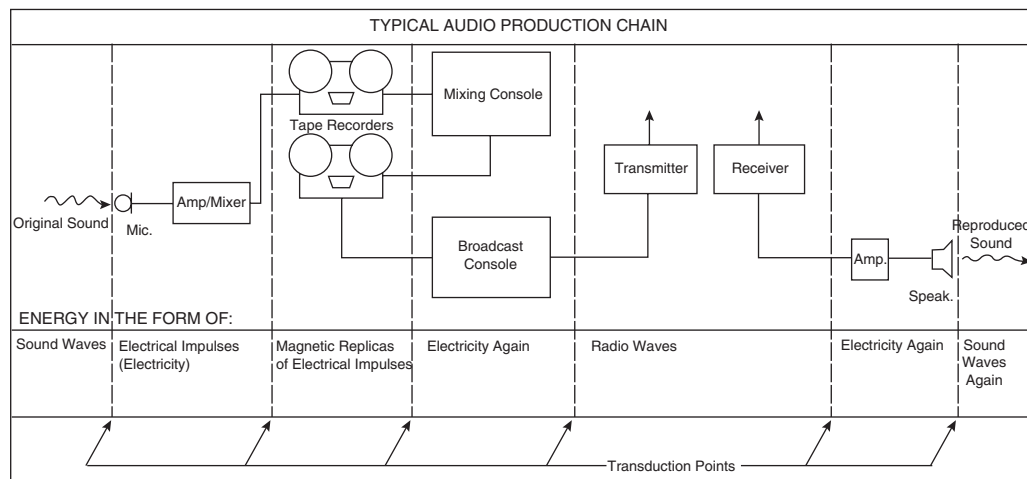 TYPICAL AUDIO PRODUCTION CHAIN
Mixing Console
Tape Recorders
Transmitter
Receiver
Amp/Mixer
Original Sound
Mic.
Broadcast
Console
Reproduced
Sound
Amp.
Speak.
ENERGY IN THE FORM OF:
Sound Waves
Electrical Impulses
(Electricity)
Magnetic Replicas
of Electrical Impulses
Electricity Again
Radio Waves
Electricity Again
Sound
Waves
Again
Transduction Points